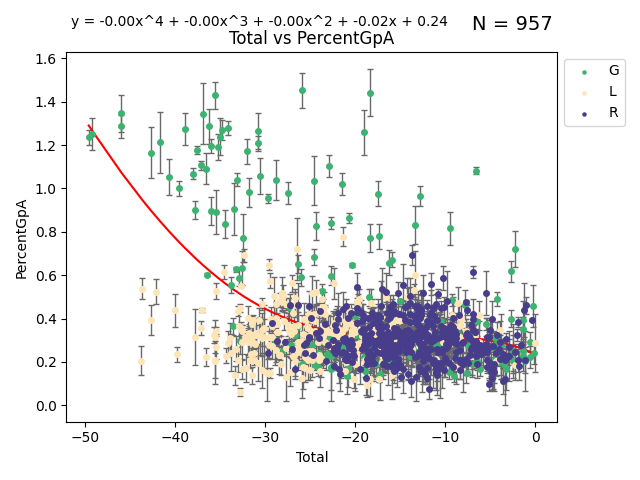 y = -0.00x^4 + -0.00x^3 + -0.00x^2 + -0.02x + 0.24
N = 957
Total vs PercentGpA
G
L
R
1.6
1.4
1.2
1.0
0.8
0.6
0.4
0.2
0.0
PercentGpA
−50
−40
−30
−20
−10
0
Total